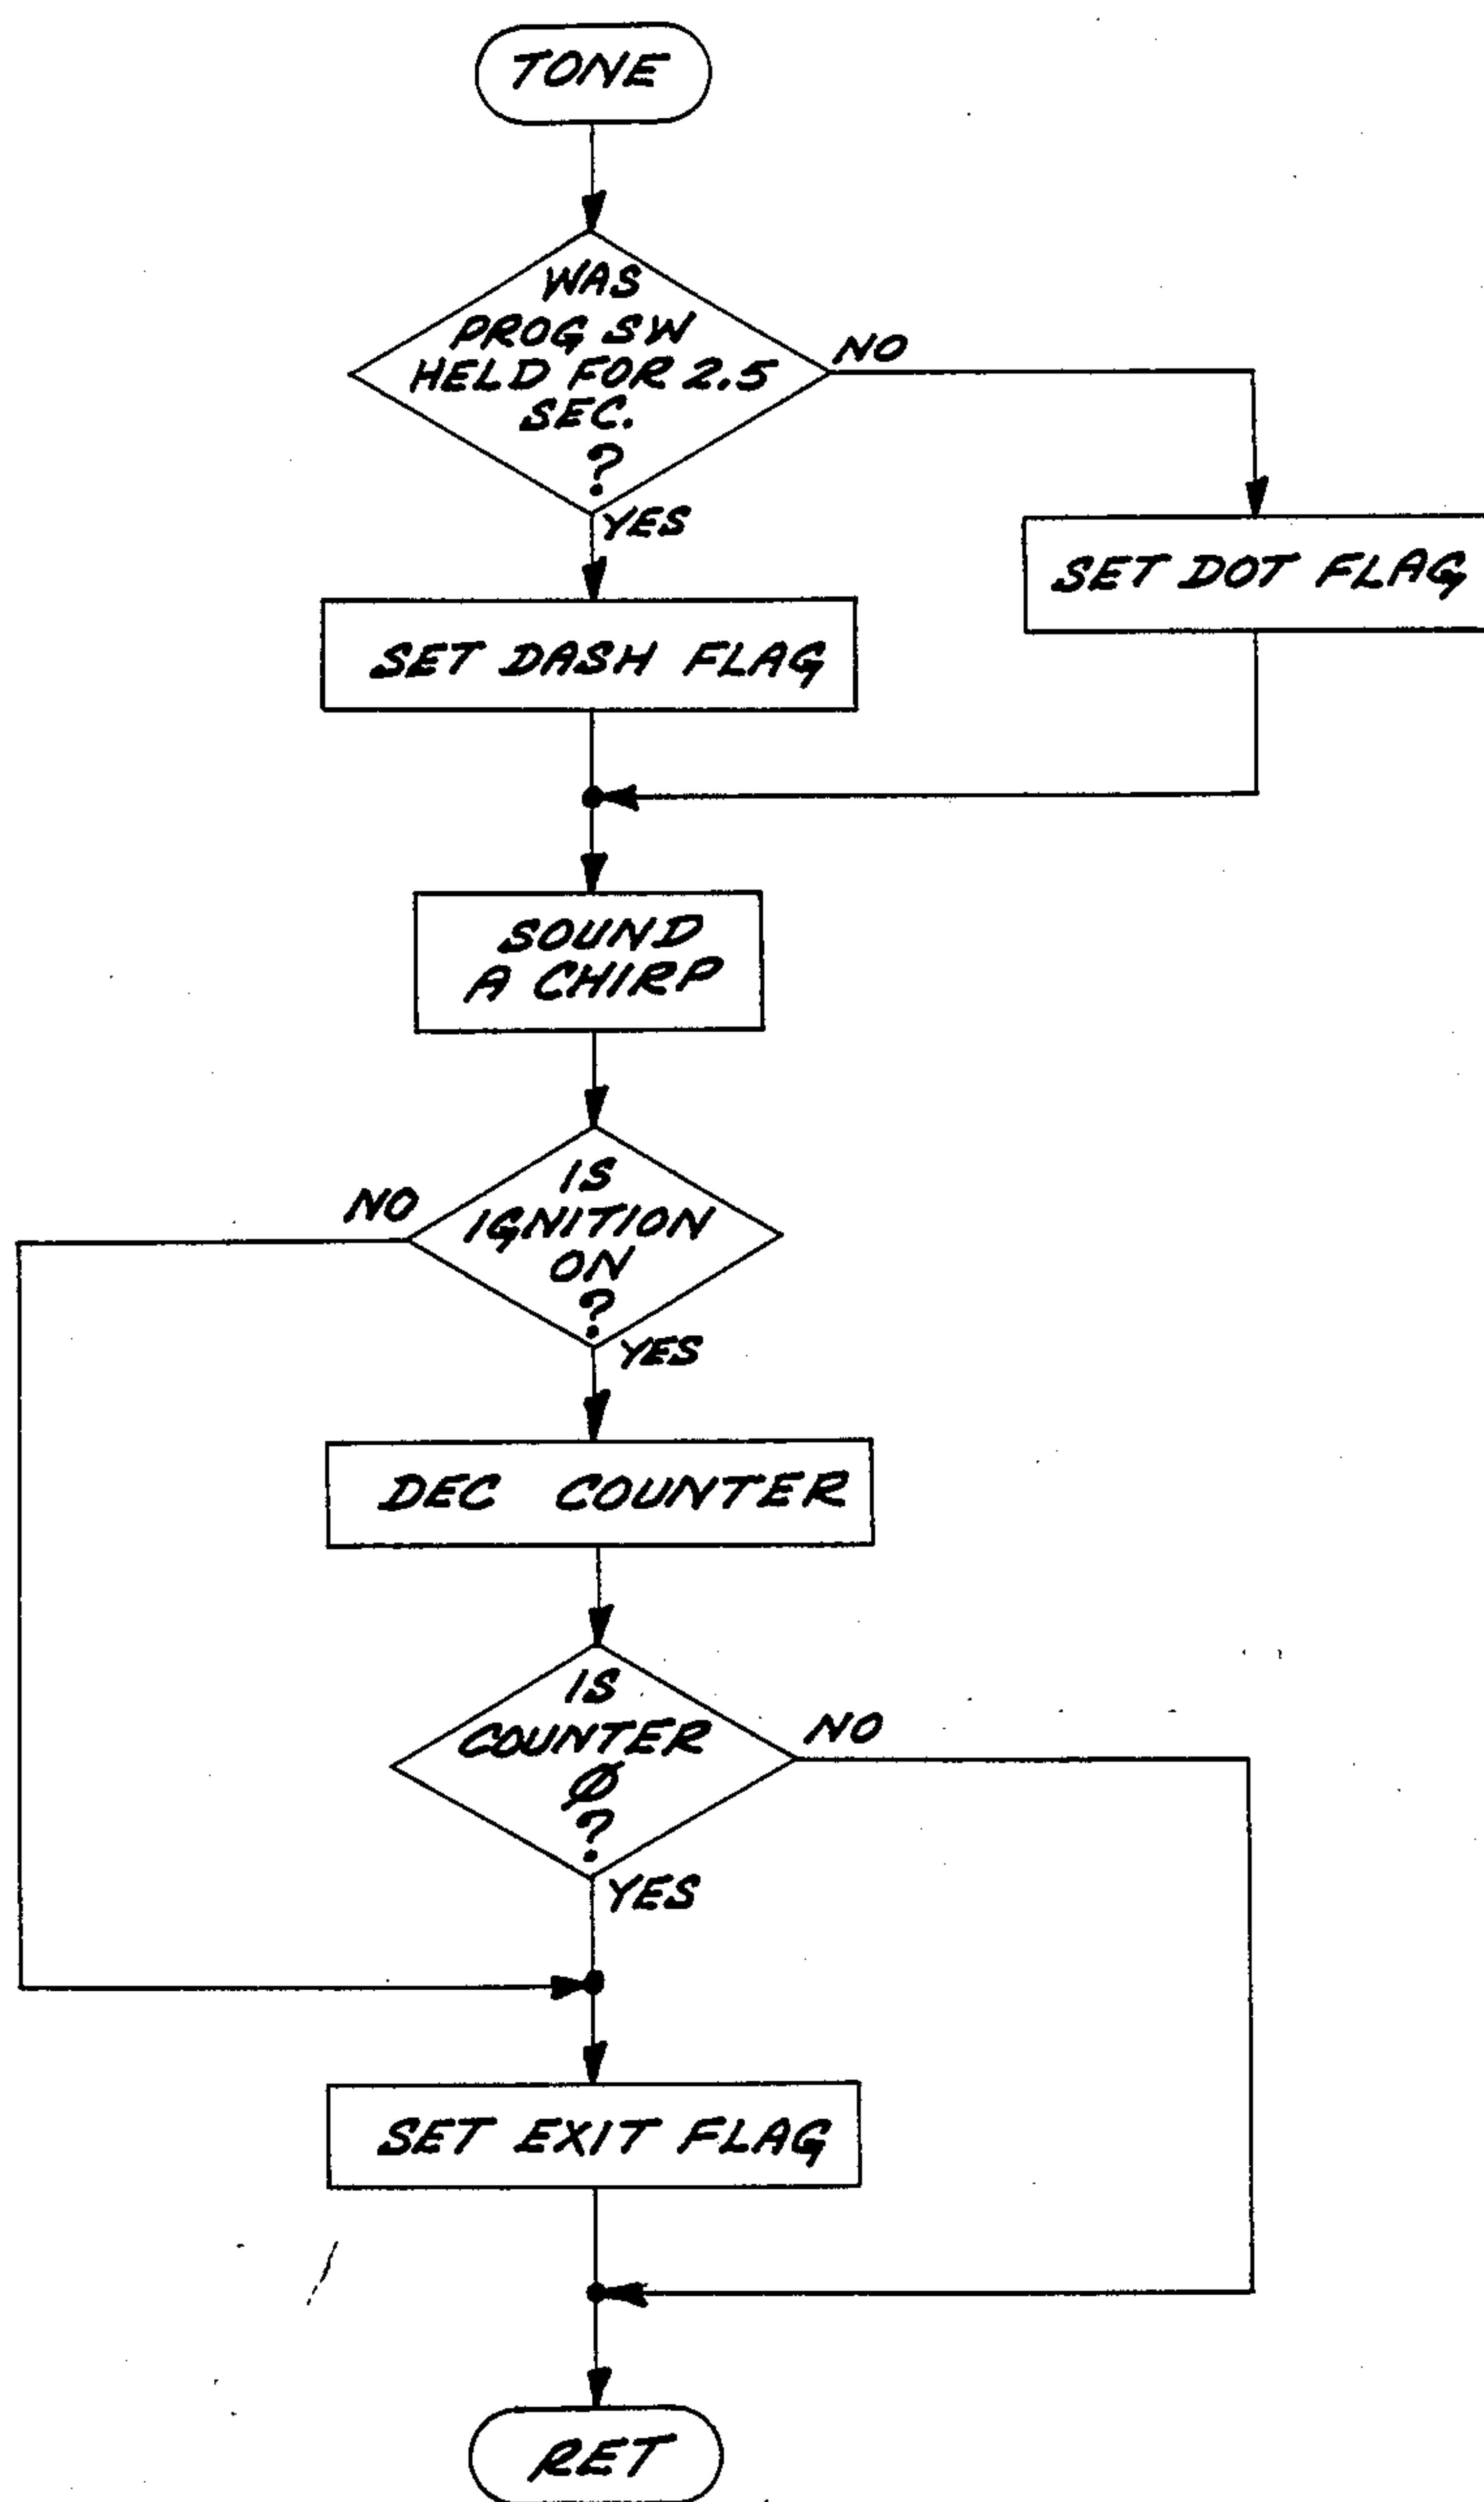 TONE
WAS
PROG SW
HELD FOR 2.5
SEC.
?
NO
YES
SET DOT FLAG
SET DASH FLAG
SOUND
A CHIRP
IS
IGNITION
ON
?
NO
YES
DEC COUNTER
IS
COUNTER
Ø
?
NO
YES
SET EXIT FLAG
RET